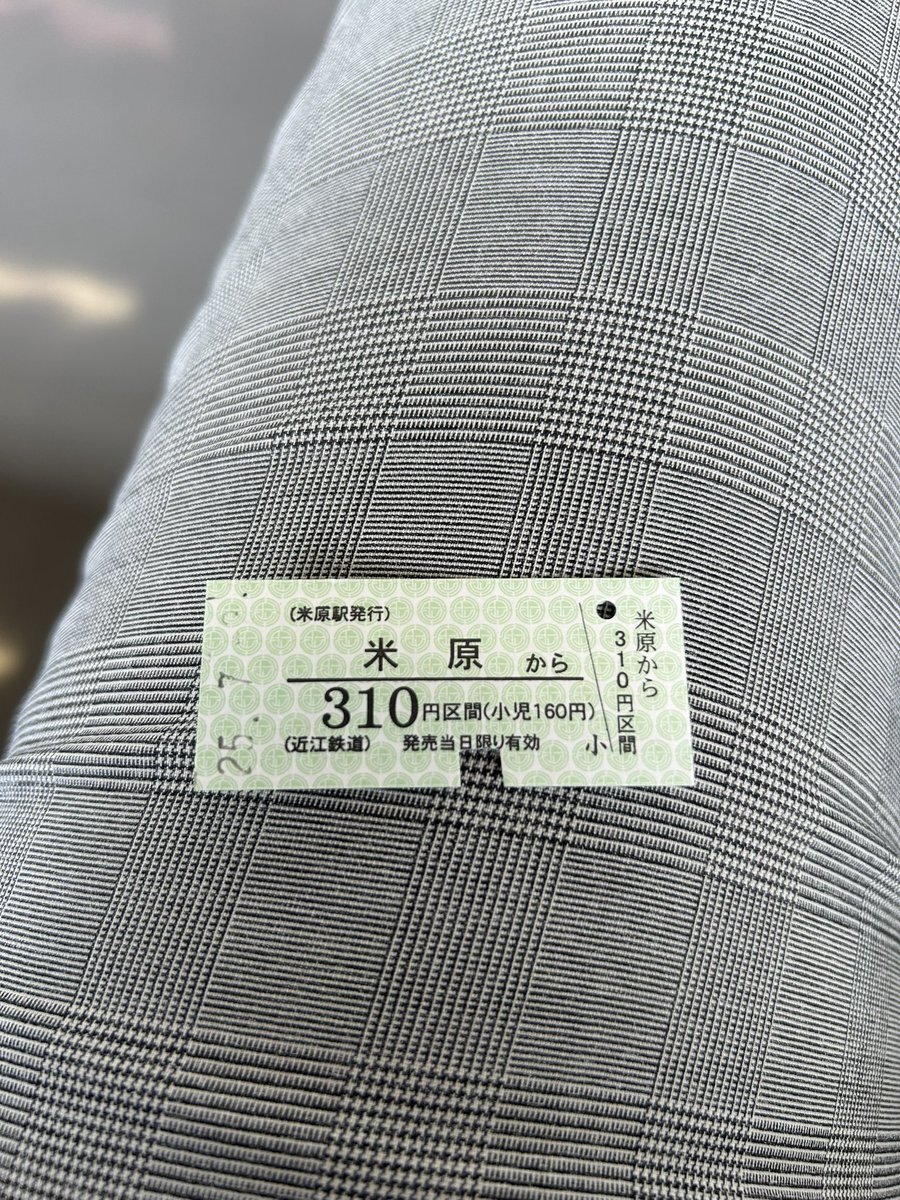 (米原駅発行)
米原から
310円区間(小児160円)
(近江鉄道) 発売当日限り有効
小
米原から
310円区間
25.-7.